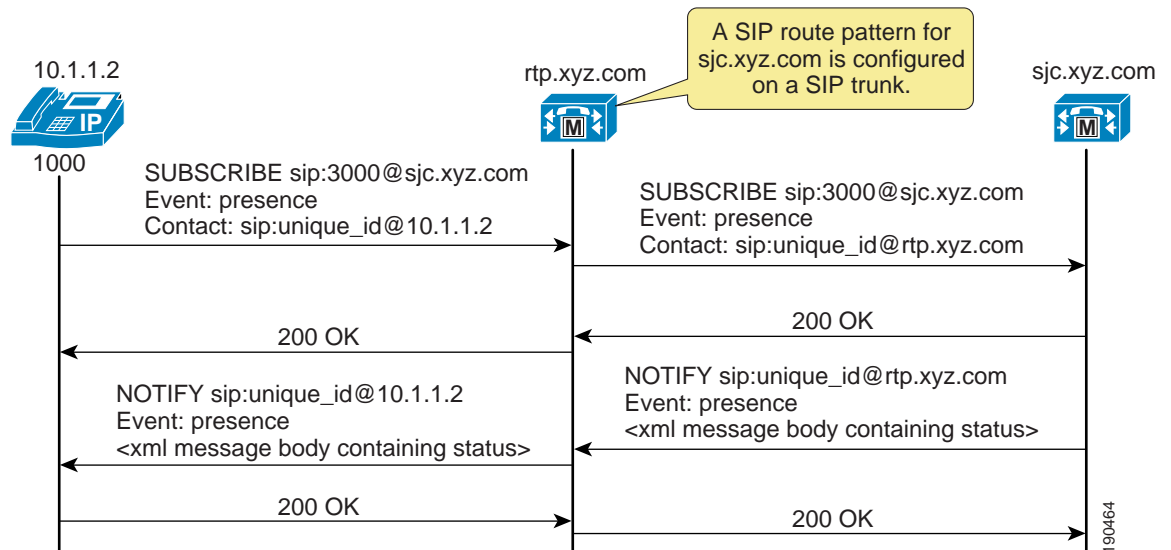 A SIP route pattern for
sjc.xyz.com is configured
on a SIP trunk.
10.1.1.2
rtp.xyz.com
sjc.xyz.com
IP
M
M
1000
SUBSCRIBE sip:3000@sjc.xyz.com
Event: presence
Contact: sip:unique_id@10.1.1.2
SUBSCRIBE sip:3000@sjc.xyz.com
Event: presence
Contact: sip:unique_id@rtp.xyz.com
200 OK
200 OK
NOTIFY sip:unique_id@10.1.1.2
Event: presence
<xml message body containing status>
NOTIFY sip:unique_id@rtp.xyz.com
Event: presence
<xml message body containing status>
200 OK
200 OK
190464